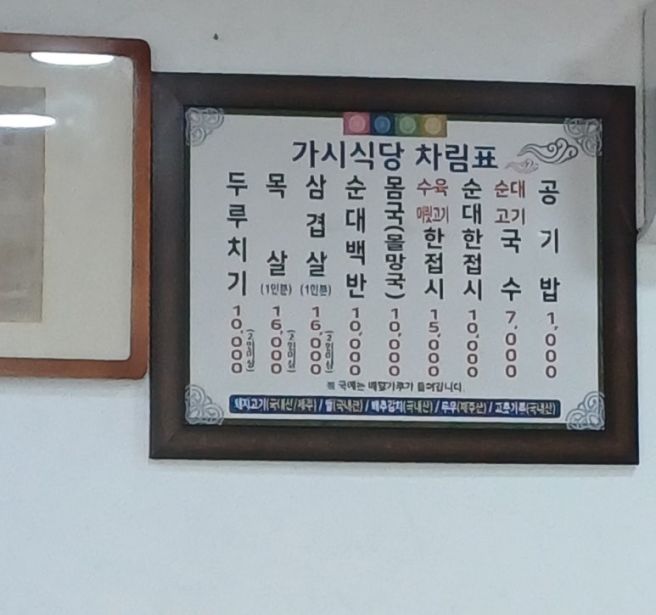 가시식당 차림표
두루치기 10,000 (2인이상)
목살 (1인분) 16,000 (2인이상)
삼겹살 (1인분) 16,000 (2인이상)
순대백반 10,000
몸국(몰망국) 10,000
수육 머릿고기 한접시 15,000
순대한접시 10,000
순대 고기 국수 7,000
공기밥 1,000
※ 국에는 메밀가루가 들어갑니다.
돼지고기(국내산/제주) / 쌀(국내산) / 배추김치(국내산) / 무우(제주산) / 고춧가루(국내산)